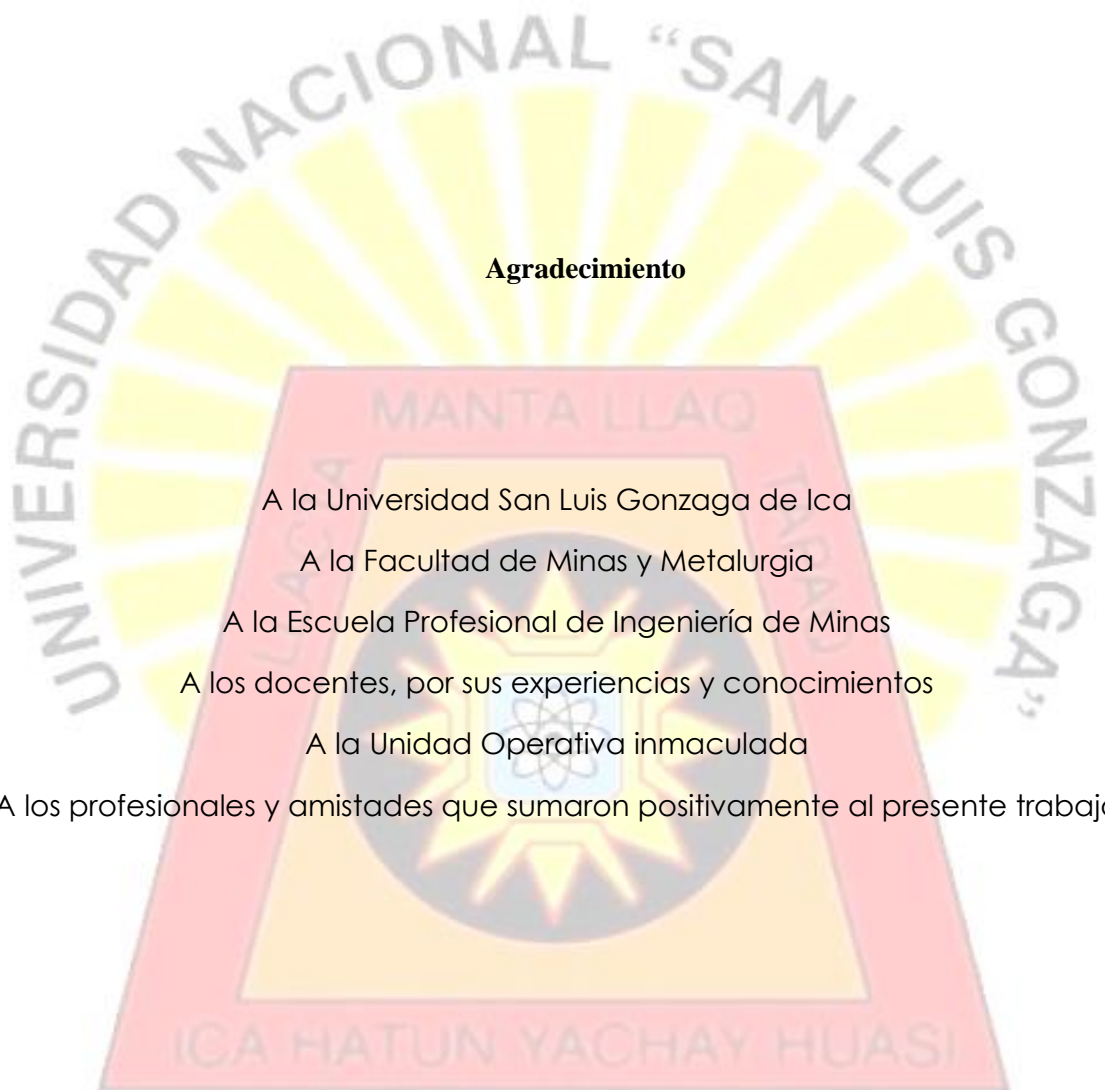 UNIVERSIDAD NACIONAL “SAN LUIS GONZAGA”
Agradecimiento
MANTA LLAQ
LLACCA
TAPAQ
A la Universidad San Luis Gonzaga de Ica
A la Facultad de Minas y Metalurgia
A la Escuela Profesional de Ingeniería de Minas
A los docentes, por sus experiencias y conocimientos
A la Unidad Operativa inmaculada
A los profesionales y amistades que sumaron positivamente al presente trabajo
ICA HATUN YACHAY HUASI